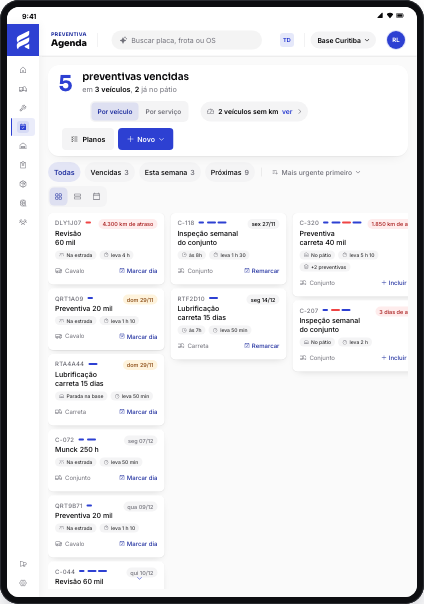 9:41
PREVENTIVA
Agenda
Buscar placa, frota ou OS
TD
Base Curitiba
RL
5
preventivas vencidas
em 3 veículos, 2 já no pátio
Por veículo
Por serviço
2 veículos sem km ver
Planos
Novo
Todas
Vencidas 3
Esta semana 3
Próximas 9
Mais urgente primeiro
DLY1J07
4.300 km de atraso
Revisão
60 mil
Na estrada
leva 4 h
Cavalo
Marcar dia
QRT1A09
dom 29/11
Preventiva 20 mil
Na estrada
leva 1 h 10
Cavalo
Marcar dia
RTA4A44
dom 29/11
Lubrificação
carreta 15 dias
Parada na base
leva 50 min
Carreta
Marcar dia
C-072
seg 07/12
Munck 250 h
Na estrada
leva 50 min
Conjunto
Marcar dia
QRT9B71
qua 09/12
Preventiva 20 mil
Na estrada
leva 1 h 10
Cavalo
Marcar dia
C-044
qui 10/12
Revisão 60 mil
C-118
sex 27/11
Inspeção semanal
do conjunto
às 8h
leva 1 h 30
Conjunto
Remarcar
RTF2D10
seg 14/12
Lubrificação
carreta 15 dias
às 7h
leva 50 min
Carreta
Remarcar
C-320
1.850 km de a
Preventiva
carreta 40 mil
No pátio
leva 5 h 10
+2 preventivas
Conjunto
+ Incluir
C-207
3 dias de a
Inspeção semanal
do conjunto
No pátio
leva 2 h
Conjunto
+ Incluir